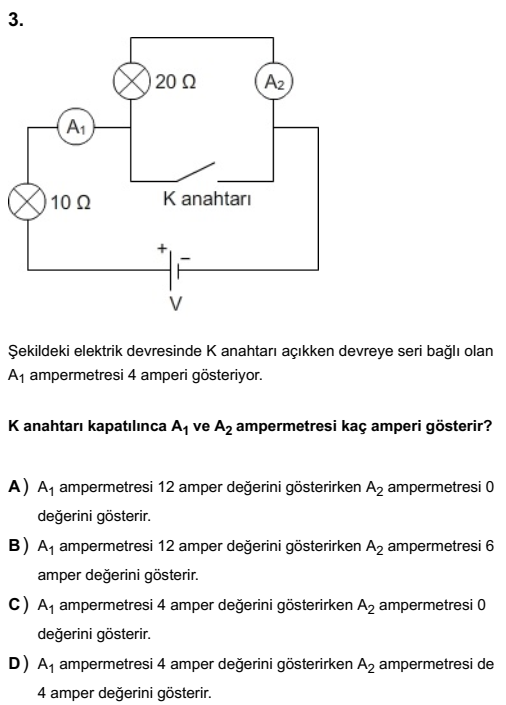 3.
20 Ω
A₂
A₁
10 Ω
K anahtarı
+
−
V
Şekildeki elektrik devresinde K anahtarı açıkken devreye seri bağlı olan
A₁ ampermetresi 4 amperi gösteriyor.
K anahtarı kapatılınca A₁ ve A₂ ampermetresi kaç amperi gösterir?
A) A₁ ampermetresi 12 amper değerini gösterirken A₂ ampermetresi 0
değerini gösterir.
B) A₁ ampermetresi 12 amper değerini gösterirken A₂ ampermetresi 6
amper değerini gösterir.
C) A₁ ampermetresi 4 amper değerini gösterirken A₂ ampermetresi 0
değerini gösterir.
D) A₁ ampermetresi 4 amper değerini gösterirken A₂ ampermetresi de
4 amper değerini gösterir.